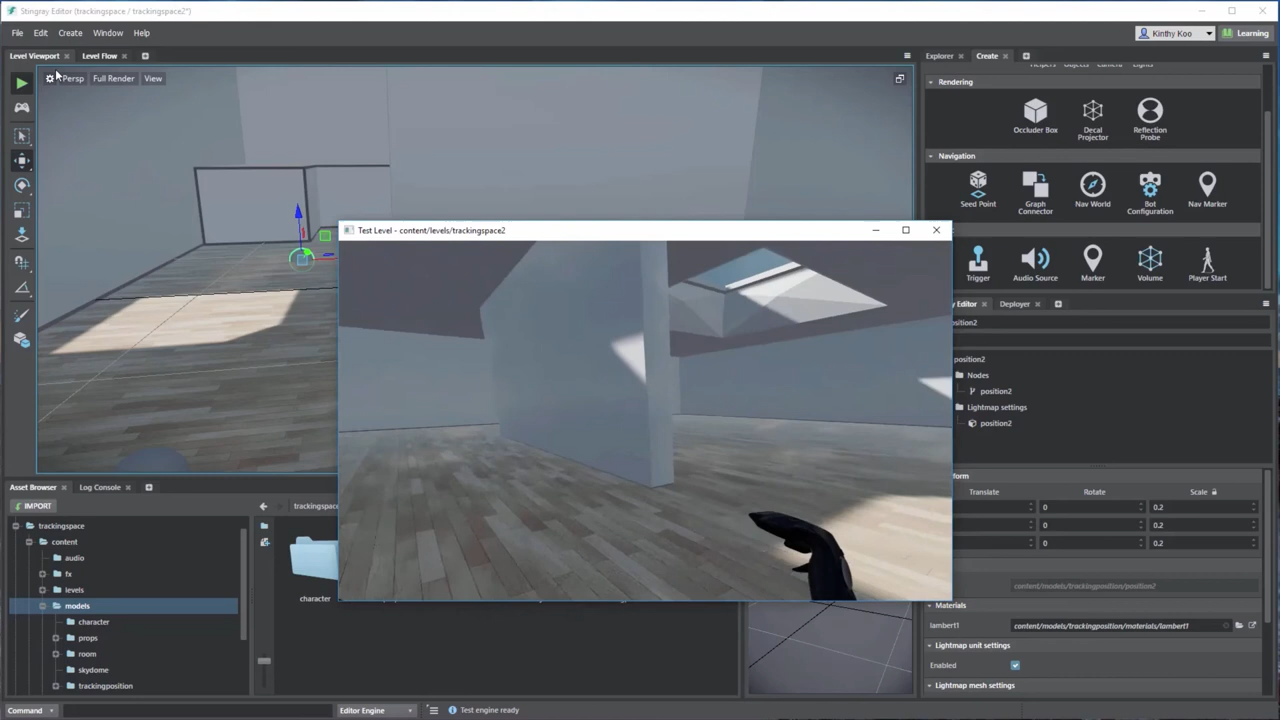 Stingray Editor (trackingspace / trackingspace2*)
File Edit Create Window Help
Kinthy Koo
Learning
Level Viewport Level Flow
Explorer Create
Persp Full Render View
Rendering
Occluder Box
Decal Projector
Reflection Probe
Navigation
Seed Point
Graph Connector
Nav World
Bot Configuration
Nav Marker
Trigger
Audio Source
Marker
Volume
Player Start
Test Level - content/levels/trackingspace2
Editor Deployer
position2
position2
Nodes
position2
Lightmap settings
position2
Translate Rotate Scale
0 0.2
0 0.2
0 0.2
content/models/trackingposition/position2
Materials
lambert1 content/models/trackingposition/materials/lambert1
Lightmap unit settings
Enabled
Lightmap mesh settings
Asset Browser Log Console
IMPORT
trackingspace
content
audio
fx
levels
models
character
props
room
skydome
trackingposition
trackingspace
character
Command
Editor Engine
Test engine ready